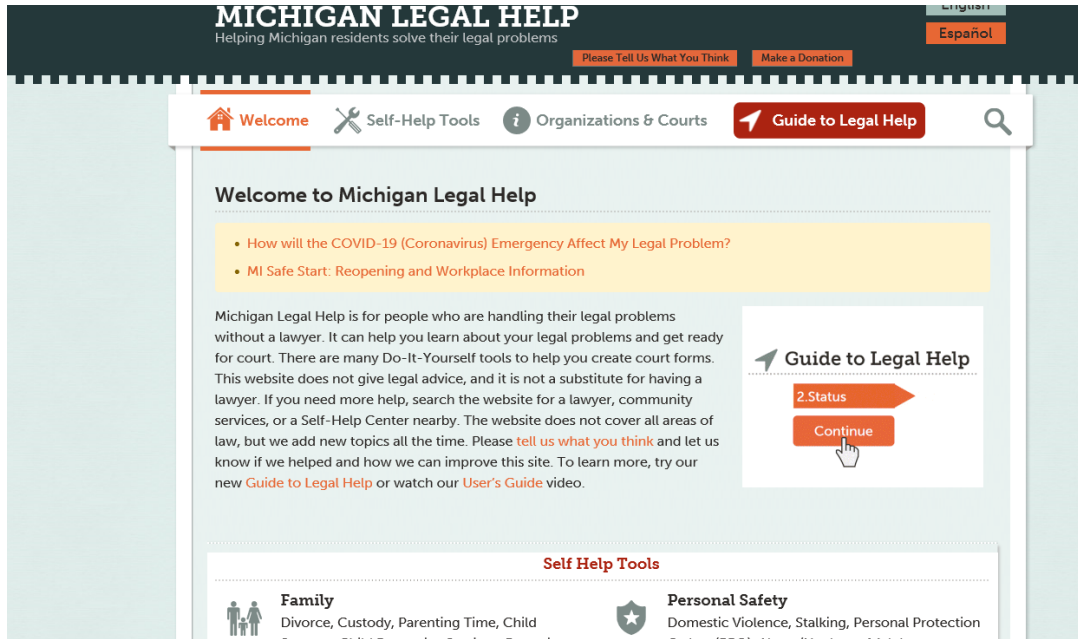 MICHIGAN LEGAL HELP
English
Helping Michigan residents solve their legal problems
Español
Please Tell Us What You Think
Make a Donation
Welcome
Self-Help Tools
Organizations & Courts
Guide to Legal Help
Welcome to Michigan Legal Help
• How will the COVID-19 (Coronavirus) Emergency Affect My Legal Problem?
• MI Safe Start: Reopening and Workplace Information
Michigan Legal Help is for people who are handling their legal problems
without a lawyer. It can help you learn about your legal problems and get ready
for court. There are many Do-It-Yourself tools to help you create court forms.
This website does not give legal advice, and it is not a substitute for having a
lawyer. If you need more help, search the website for a lawyer, community
services, or a Self-Help Center nearby. The website does not cover all areas of
law, but we add new topics all the time. Please tell us what you think and let us
know if we helped and how we can improve this site. To learn more, try our
new Guide to Legal Help or watch our User's Guide video.
Guide to Legal Help
2.Status
Continue
Self Help Tools
Family
Divorce, Custody, Parenting Time, Child
Personal Safety
Domestic Violence, Stalking, Personal Protection